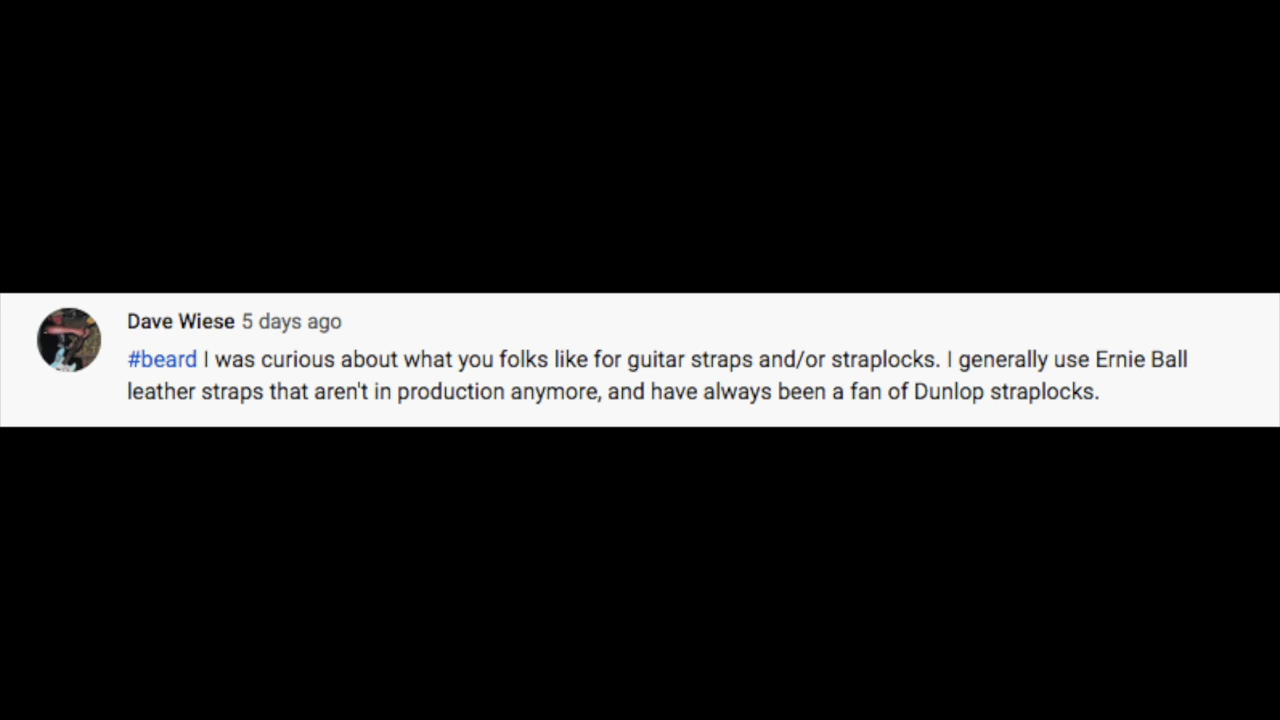 Dave Wiese 5 days ago
#beard I was curious about what you folks like for guitar straps and/or straplocks. I generally use Ernie Ball
leather straps that aren't in production anymore, and have always been a fan of Dunlop straplocks.